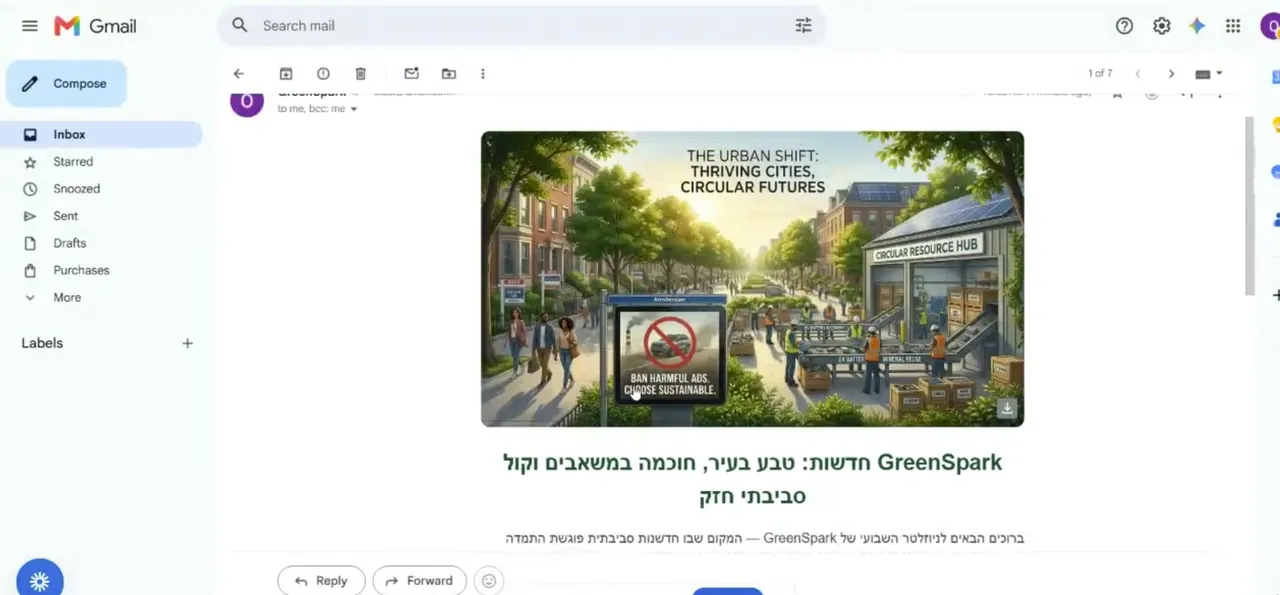 Gmail
Search mail
Compose
1 of 7
Inbox
Starred
Snoozed
Sent
Drafts
Purchases
More
Labels
to me, bcc: me
THE URBAN SHIFT:
THRIVING CITIES,
CIRCULAR FUTURES
CIRCULAR RESOURCE HUB
Amsterdam
BAN HARMFUL ADS.
CHOOSE SUSTAINABLE.
GreenSpark חדשות: טבע בעיר, חוכמה במשאבים וקול
סביבתי חזק
ברוכים הבאים לניוזלטר השבועי של GreenSpark — המקום שבו חדשנות סביבתית פוגשת התמדה
Reply
Forward